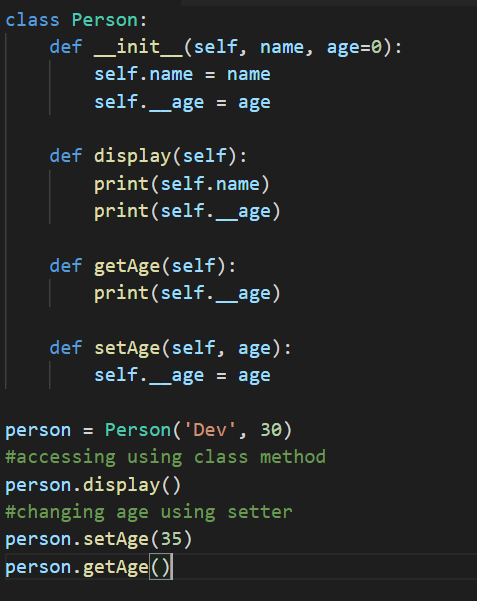 class Person:
    def __init__(self, name, age=0):
        self.name = name
        self.__age = age

    def display(self):
        print(self.name)
        print(self.__age)

    def getAge(self):
        print(self.__age)

    def setAge(self, age):
        self.__age = age

person = Person('Dev', 30)
#accessing using class method
person.display()
#changing age using setter
person.setAge(35)
person.getAge()